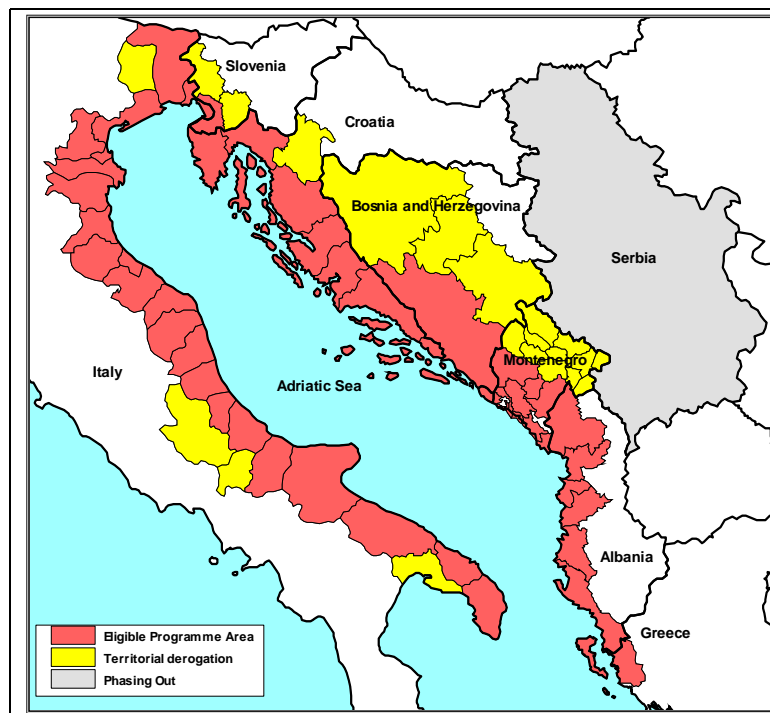 Slovenia
Croatia
Bosnia and Herzegovina
Serbia
Montenegro
Italy
Adriatic Sea
Albania
Greece
Eligible Programme Area
Territorial derogation
Phasing Out